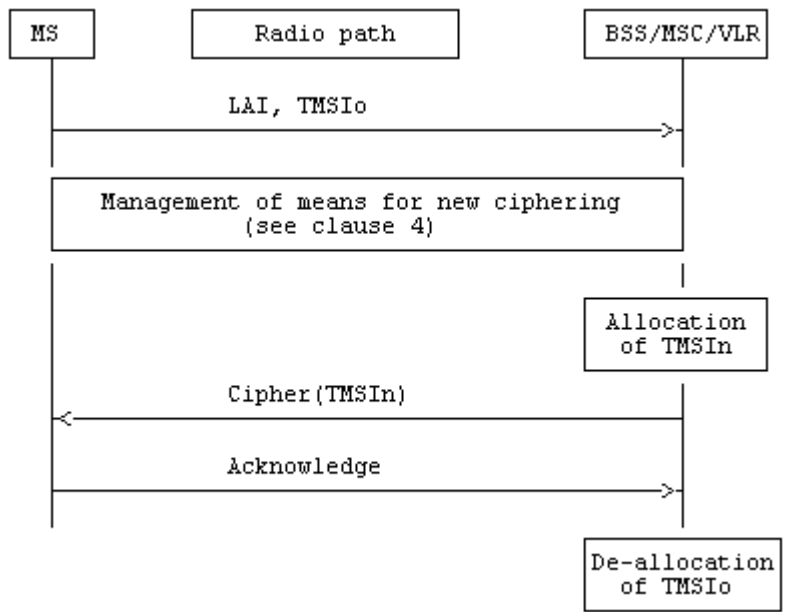 MS
Radio path
BSS/MSC/VLR
LAI, TMSIo
Management of means for new ciphering
(see clause 4)
Allocation
of TMSIn
Cipher(TMSIn)
Acknowledge
De-allocation
of TMSIo